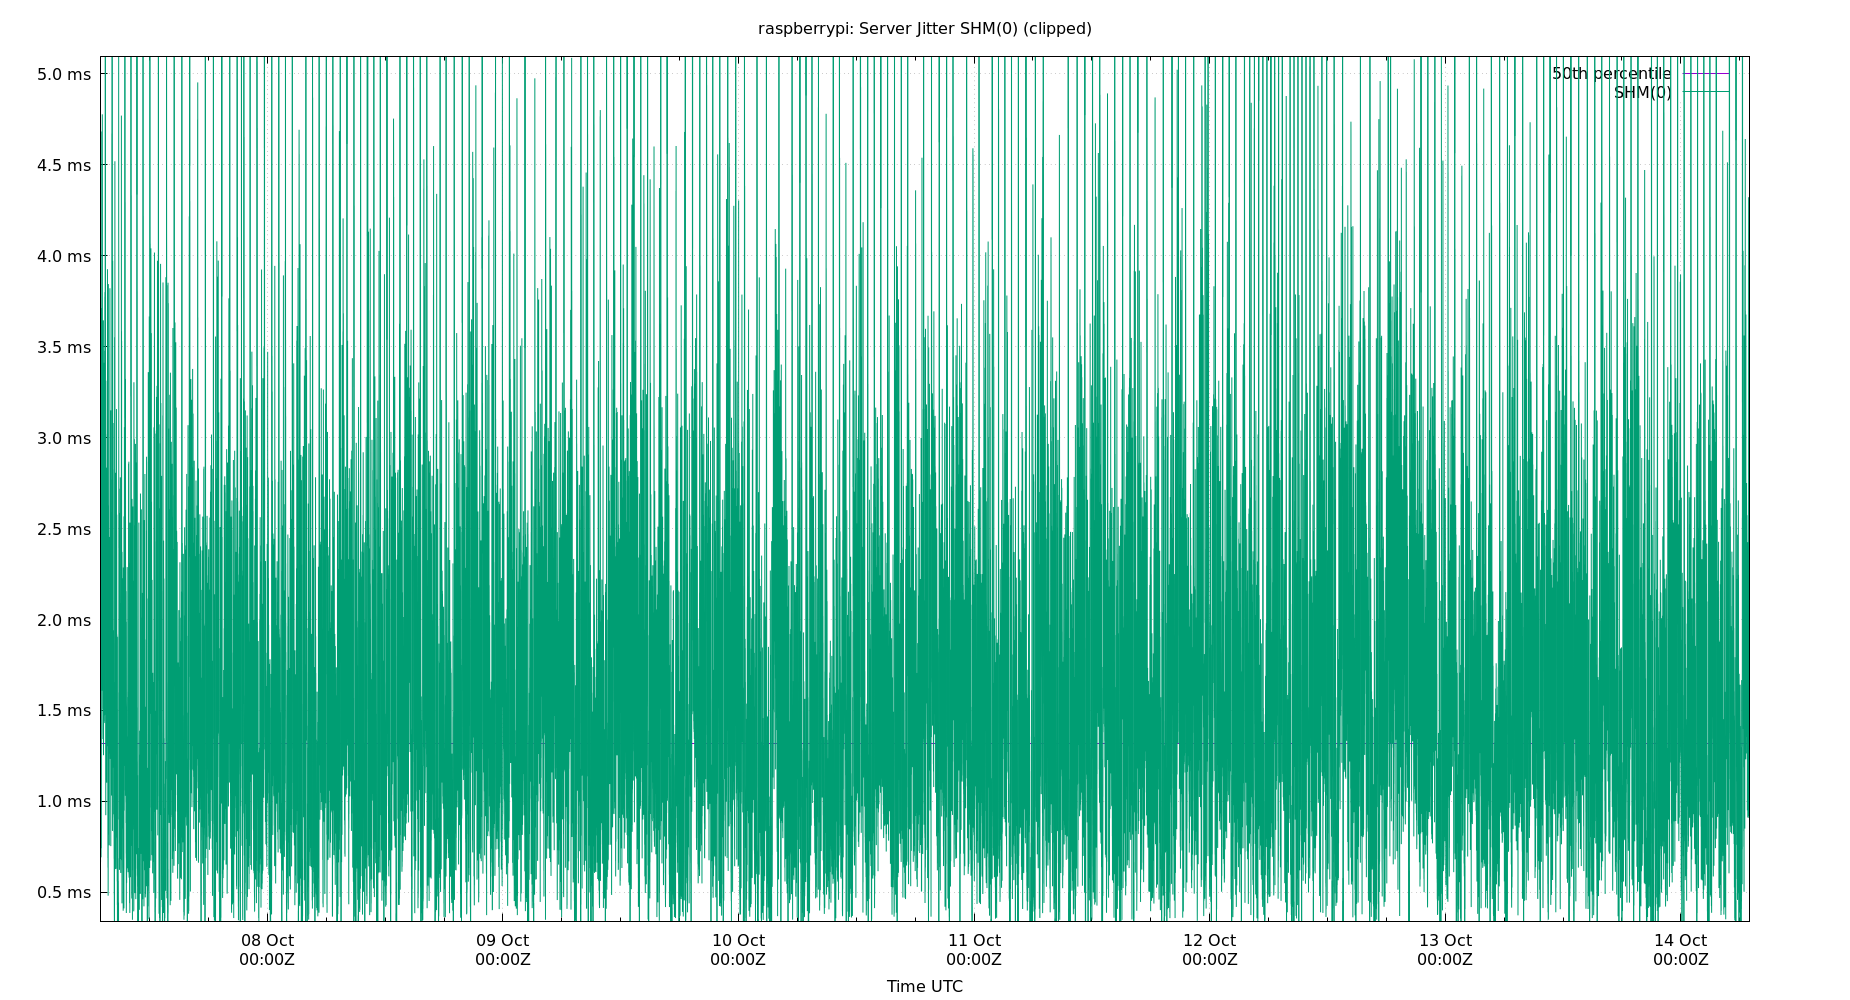 raspberrypi: Server Jitter SHM(0) (clipped)
5.0 ms
50th percentile
SHM(0)
4.5 ms
4.0 ms
3.5 ms
3.0 ms
2.5 ms
2.0 ms
1.5 ms
1.0 ms
0.5 ms
08 Oct 09 Oct 10 Oct 11 Oct 12 Oct 13 Oct 14 Oct
00:00Z 00:00Z 00:00Z 00:00Z 00:00Z 00:00Z 00:00Z
Time UTC